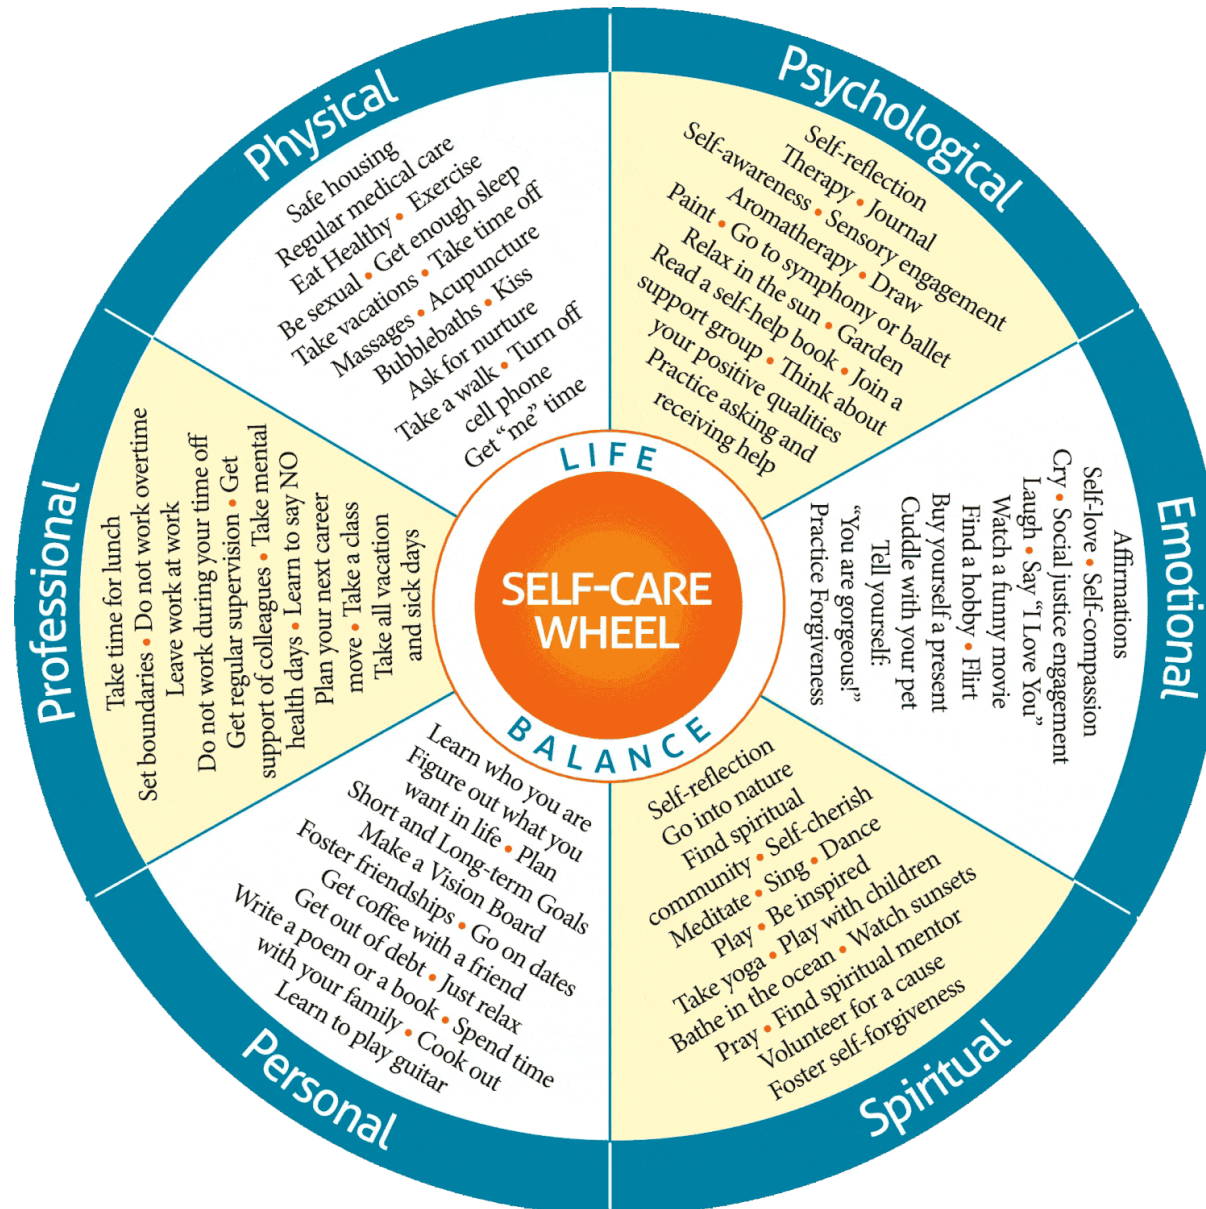 Physical
Safe housing
Regular medical care
Eat Healthy • Exercise
Be sexual • Get enough sleep
Take vacations • Take time off
Massages • Acupuncture
Bubblebaths • Kiss
Ask for nurture
Take a walk • Turn off
cell phone
Get “me” time
Psychological
Self-reflection
Therapy • Journal
Self-awareness • Sensory engagement
Aromatherapy • Draw
Paint • Go to symphony or ballet
Relax in the sun • Garden
Read a self-help book • Join a
support group • Think about
your positive qualities
Practice asking and
receiving help
Emotional
Affirmations
Self-love • Self-compassion
Cry • Social justice engagement
Laugh • Say “I Love You”
Watch a funny movie
Find a hobby • Flirt
Buy yourself a present
Cuddle with your pet
Tell yourself:
“You are gorgeous!”
Practice Forgiveness
Spiritual
Self-reflection
Go into nature
Find spiritual
community • Self-cherish
Meditate • Sing • Dance
Play • Be inspired
Take yoga • Play with children
Bathe in the ocean • Watch sunsets
Pray • Find spiritual mentor
Volunteer for a cause
Foster self-forgiveness
Personal
Learn who you are
Figure out what you
want in life • Plan
Short and Long-term Goals
Make a Vision Board
Foster friendships • Go on dates
Get coffee with a friend
Get out of debt • Just relax
Write a poem or a book • Spend time
with your family • Cook out
Learn to play guitar
Professional
Take time for lunch
Set boundaries • Do not work overtime
Leave work at work
Do not work during your time off
Get regular supervision • Get
support of colleagues • Take mental
health days • Learn to say NO
Plan your next career
move • Take a class
Take all vacation
and sick days
LIFE
SELF-CARE
WHEEL
BALANCE